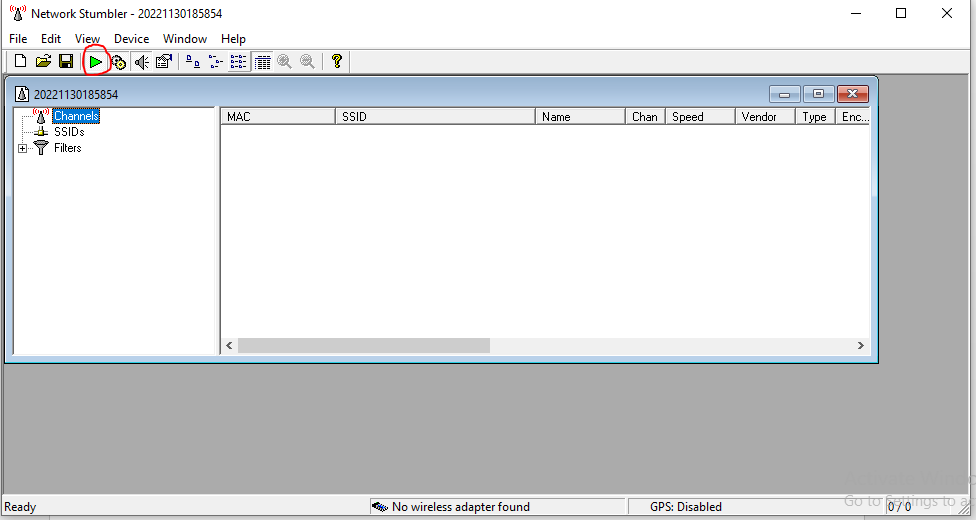 Network Stumbler - 20221130185854
File Edit View Device Window Help
20221130185854
Channels
SSIDs
Filters
MAC SSID Name Chan Speed Vendor Type Enc...
Go to Settings to a
Ready No wireless adapter found GPS: Disabled 0 / 0